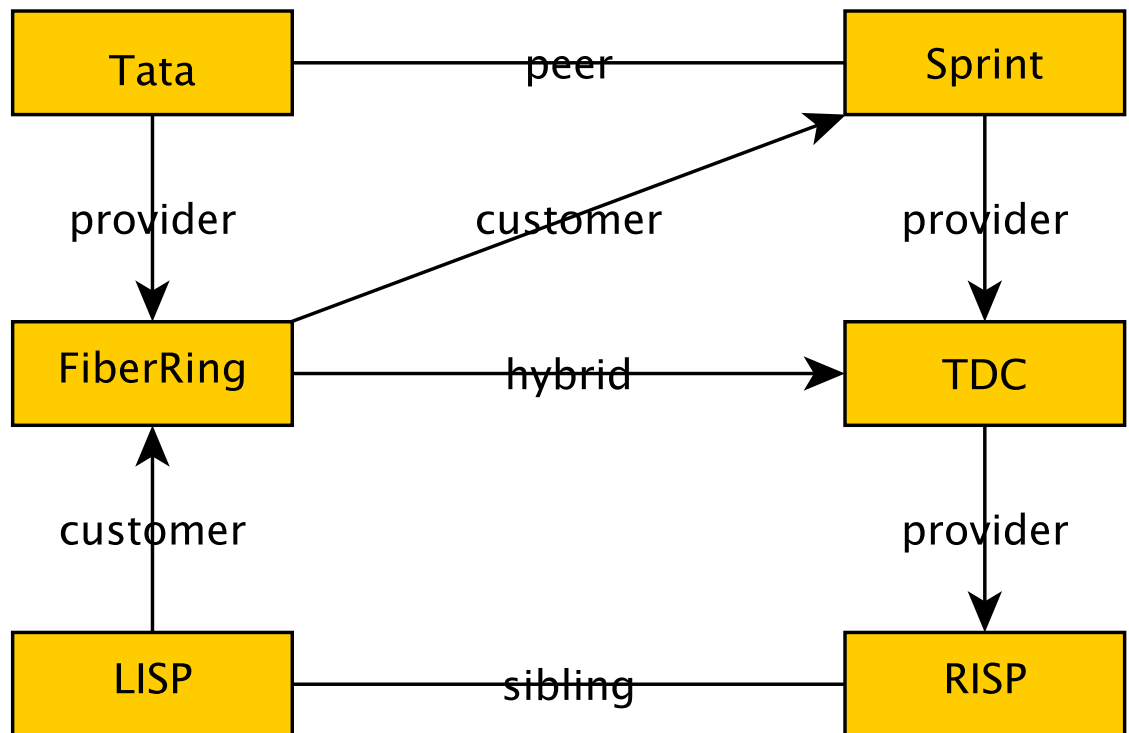 Tata
peer
Sprint
provider
customer
provider
FiberRing
hybrid
TDC
customer
provider
LISP
sibling
RISP